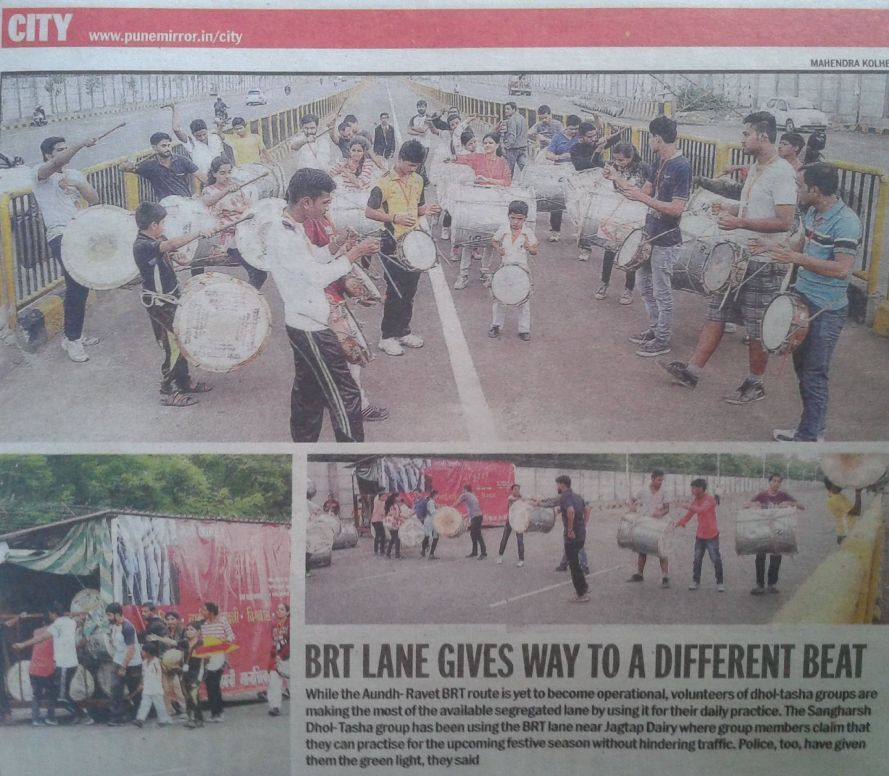 CITY www.punemirror.in/city
MAHENDRA KOLHE
BRT LANE GIVES WAY TO A DIFFERENT BEAT
While the Aundh- Ravet BRT route is yet to become operational, volunteers of dhol-tasha groups are
making the most of the available segregated lane by using it for their daily practice. The Sangharsh
Dhol-Tasha group has been using the BRT lane near Jagtap Dairy where group members claim that
they can practise for the upcoming festive season without hindering traffic. Police, too, have given
them the green light, they said